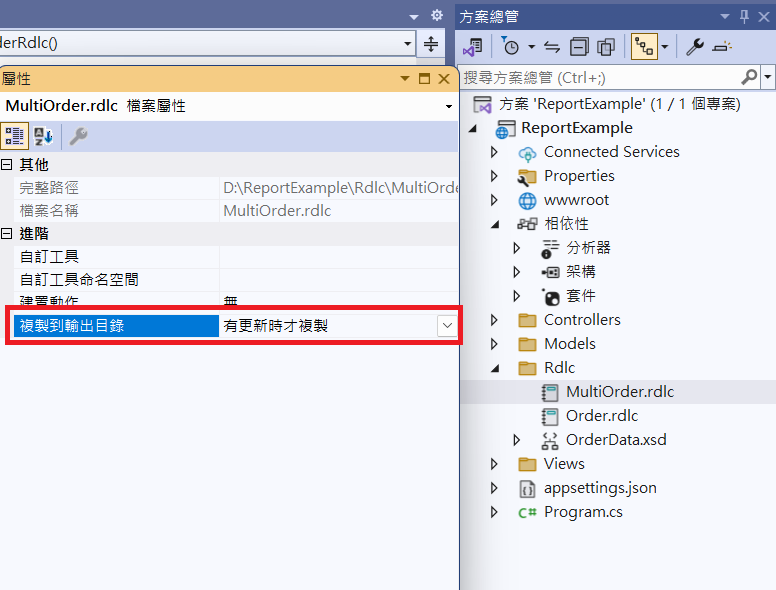 derRdlc()
屬性
MultiOrder.rdlc 檔案屬性
其他
完整路徑 D:\ReportExample\Rdlc\MultiOrde
檔案名稱 MultiOrder.rdlc
進階
自訂工具
自訂工具命名空間
建置動作 無
複製到輸出目錄 有更新時才複製
方案總管
搜尋方案總管 (Ctrl+;)
方案 'ReportExample' (1 / 1 個專案)
ReportExample
Connected Services
Properties
wwwroot
相依性
分析器
架構
套件
Controllers
Models
Rdlc
MultiOrder.rdlc
Order.rdlc
OrderData.xsd
Views
appsettings.json
C# Program.cs